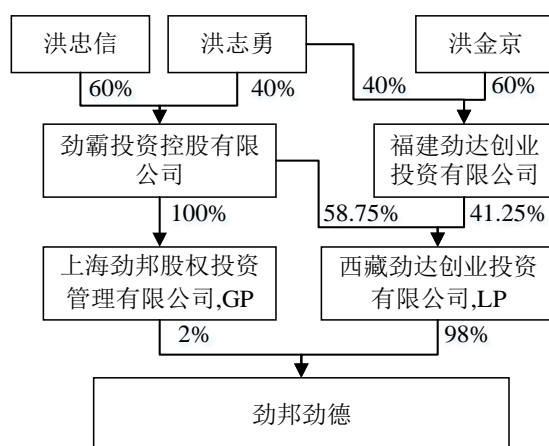 洪忠信
洪志勇
洪金京
60%
40%
40%
60%
劲霸投资控股有限
公司
福建劲达创业
投资有限公司
100%
58.75%
41.25%
上海劲邦股权投资
管理有限公司,GP
西藏劲达创业投资
有限公司,LP
2%
98%
劲邦劲德